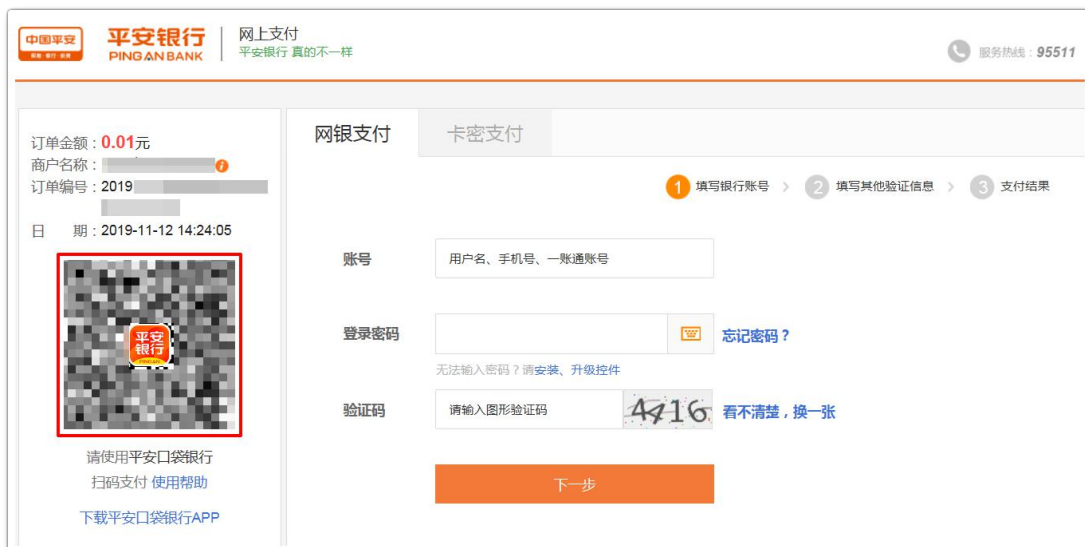 中国平安
保险·银行·投资
平安银行
PING AN BANK
网上支付
平安银行 真的不一样
服务热线：95511
订单金额：0.01元
商户名称：
订单编号：2019
日 期：2019-11-12 14:24:05
平安
银行
PINGAN
请使用平安口袋银行
扫码支付 使用帮助
下载平安口袋银行APP
网银支付
卡密支付
1 填写银行账号 > 2 填写其他验证信息 > 3 支付结果
账号
用户名、手机号、一账通账号
登录密码
忘记密码？
无法输入密码？请安装、升级控件
验证码
请输入图形验证码
4416
看不清楚，换一张
下一步